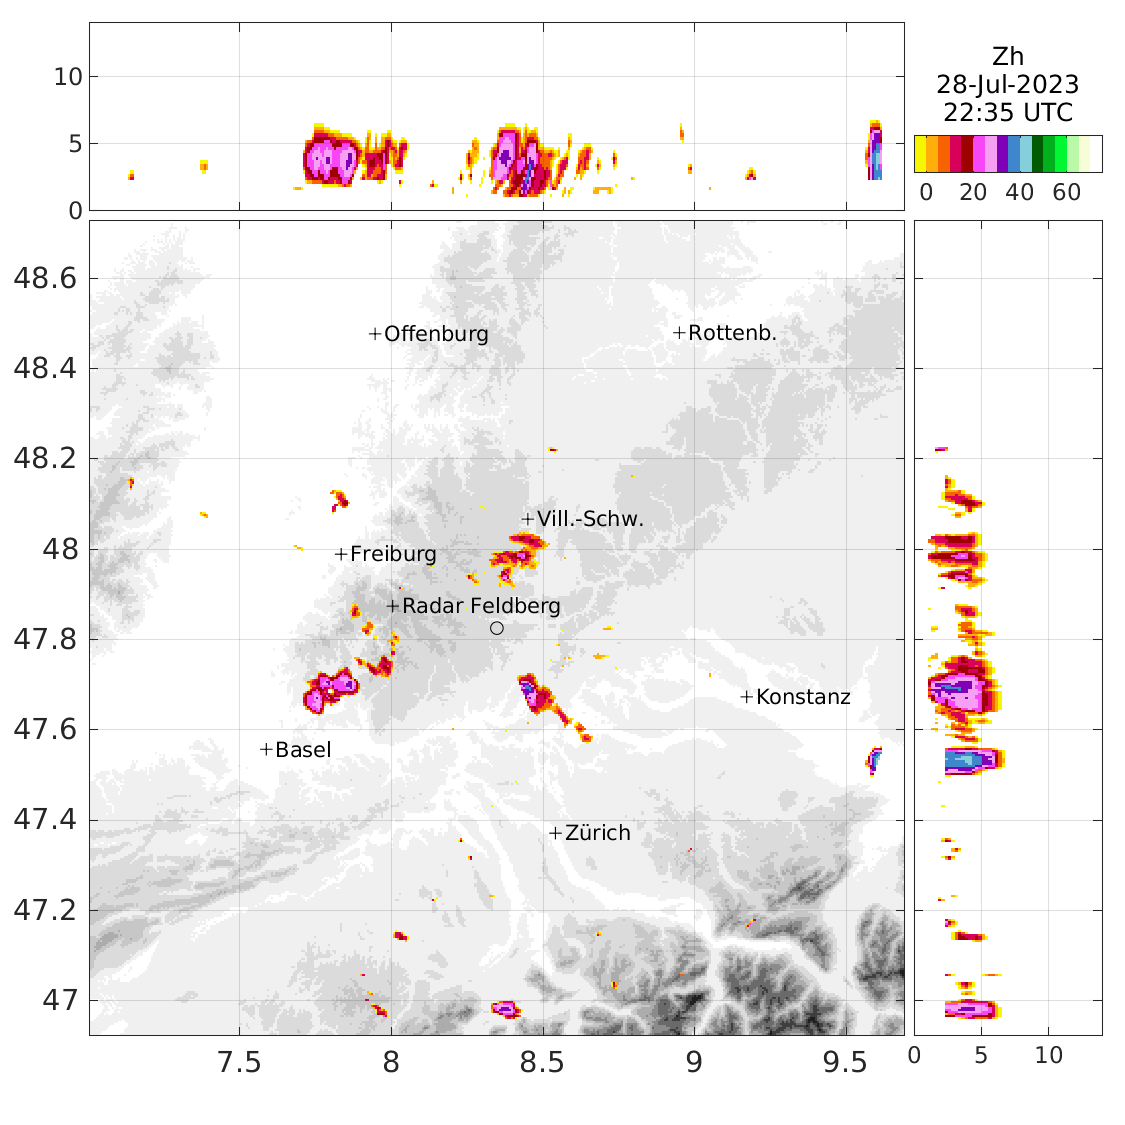 Zh
28-Jul-2023
22:35 UTC
0 20 40 60
10
5
0
48.6
48.4
48.2
48
47.8
47.6
47.4
47.2
47
+Offenburg
+Rottenb.
+Vill.-Schw.
+Freiburg
+Radar Feldberg
+Konstanz
+Basel
+Zürich
7.5 8 8.5 9 9.5
0 5 10